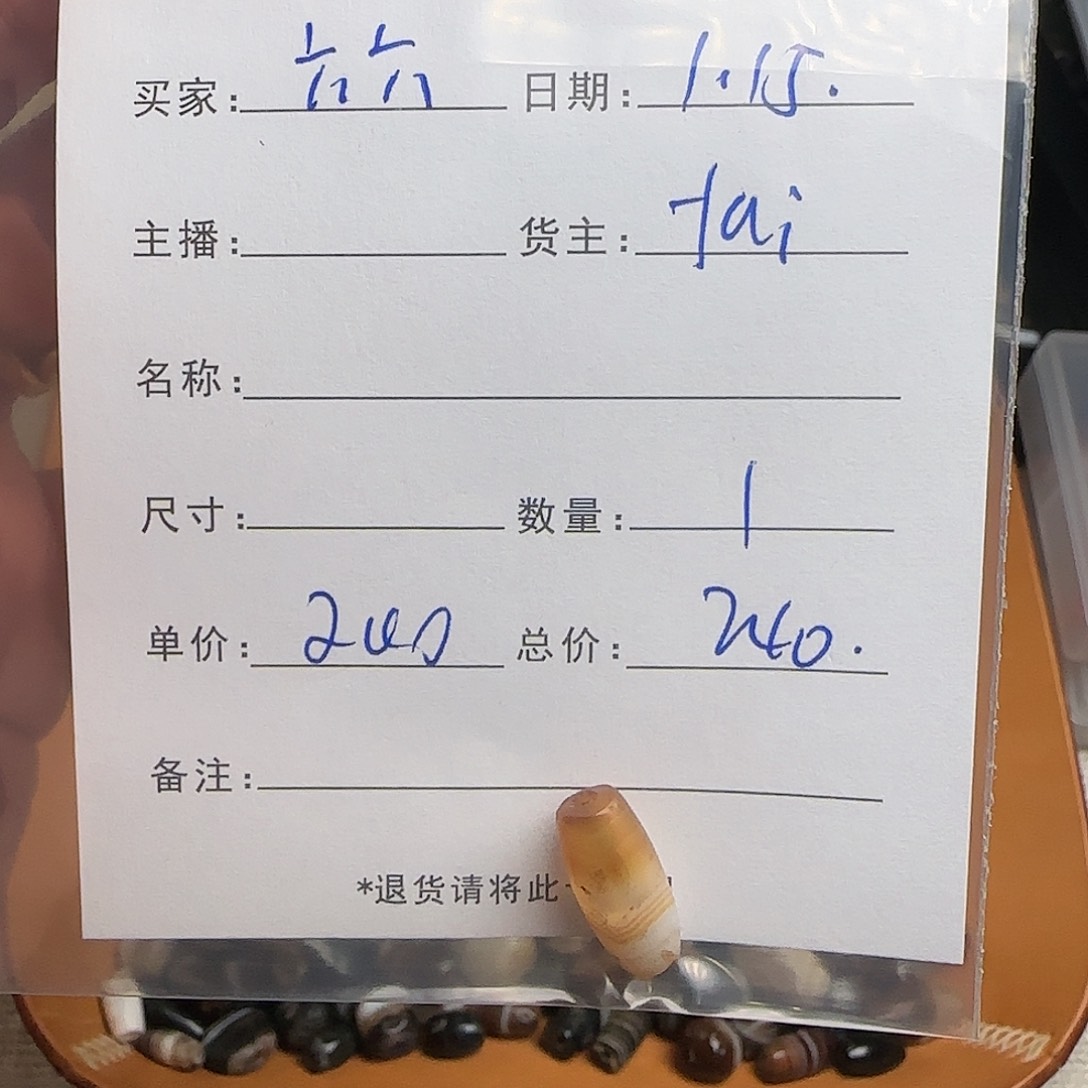 买家: 六六 日期: 1.15.
主播: 货主: tai
名称:
尺寸: 数量: 1
单价: 240 总价: 240.
备注:
*退货请将此